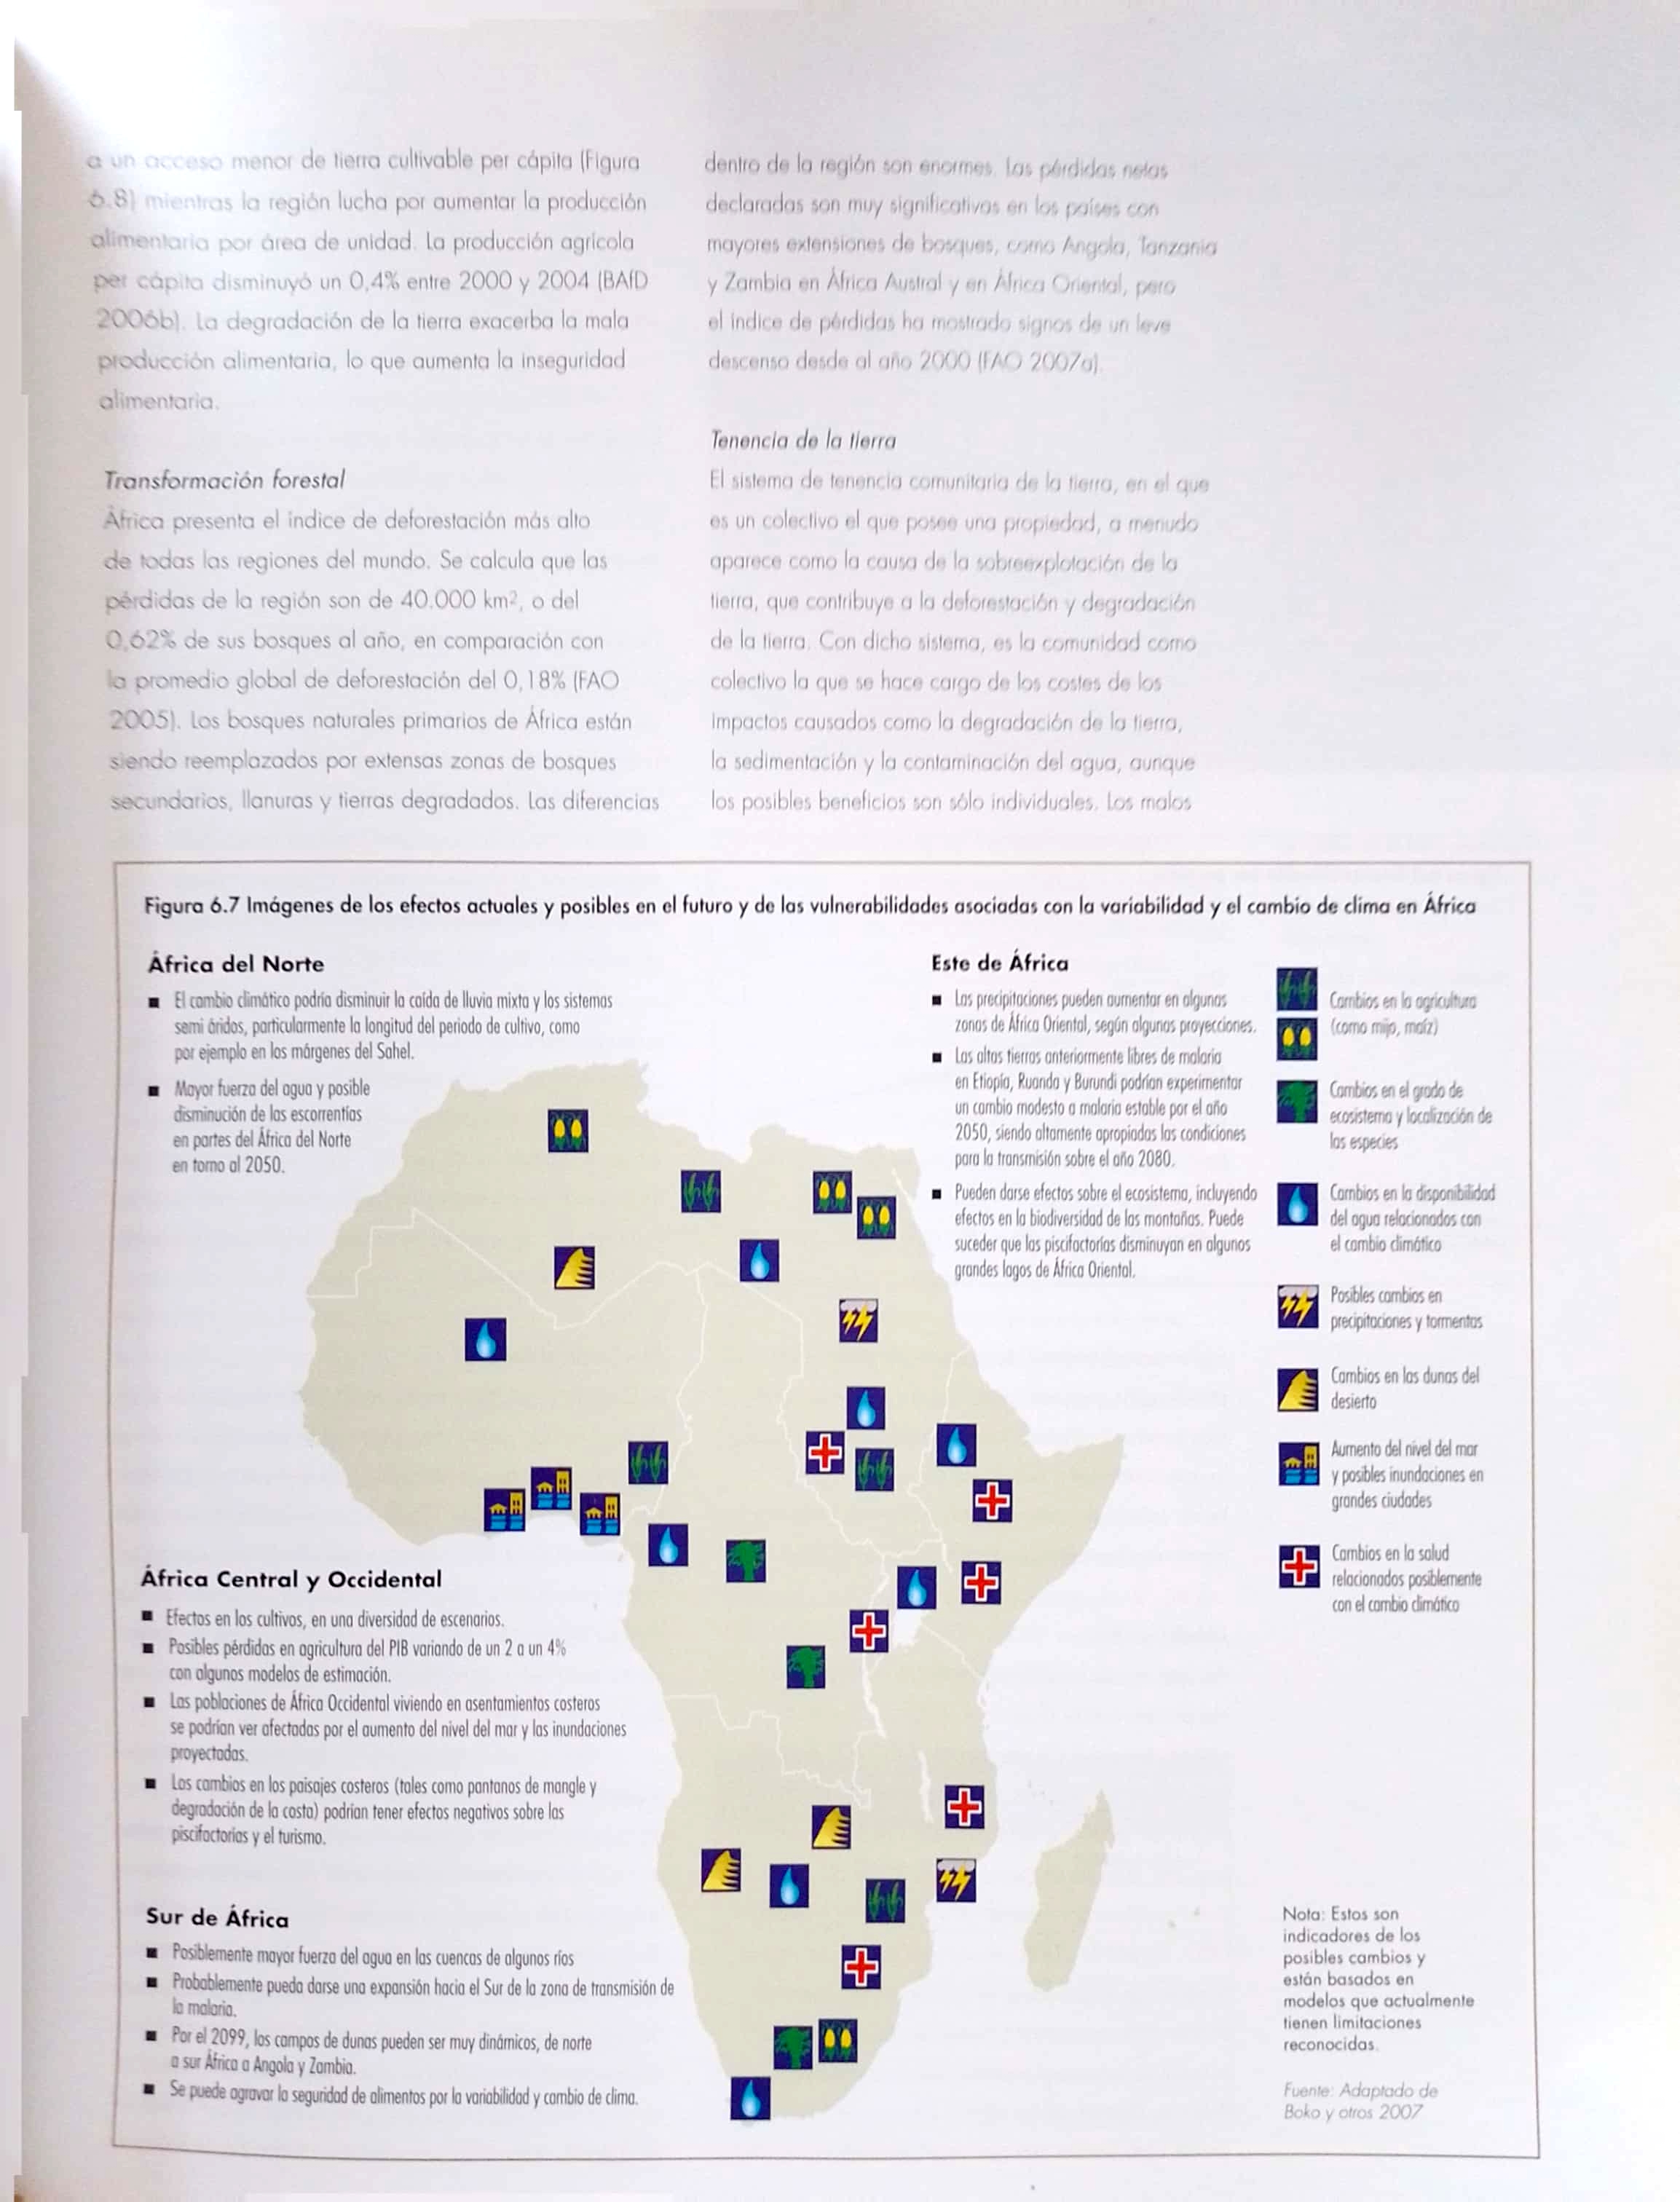 a un acceso menor de tierra cultivable per cápita (Figura
6.8) mientras la región lucha por aumentar la producción
alimentaria por área de unidad. La producción agrícola
per cápita disminuyó un 0,4% entre 2000 y 2004 (BAfD
2006b). La degradación de la tierra exacerba la mala
producción alimentaria, lo que aumenta la inseguridad
alimentaria.
Transformación forestal
África presenta el índice de deforestación más alto
de todas las regiones del mundo. Se calcula que las
pérdidas de la región son de 40.000 km², o del
0,62% de sus bosques al año, en comparación con
la promedio global de deforestación del 0,18% (FAO
2005). Los bosques naturales primarios de África están
siendo reemplazados por extensas zonas de bosques
secundarios, llanuras y tierras degradados. Las diferencias
dentro de la región son enormes. Las pérdidas netas
declaradas son muy significativas en los países con
mayores extensiones de bosques, como Angola, Tanzania
y Zambia en África Austral y en África Oriental, pero
el índice de pérdidas ha mostrado signos de un leve
descenso desde al año 2000 (FAO 2007a).
Tenencia de la tierra
El sistema de tenencia comunitaria de la tierra, en el que
es un colectivo el que posee una propiedad, a menudo
aparece como la causa de la sobreexplotación de la
tierra, que contribuye a la deforestación y degradación
de la tierra. Con dicho sistema, es la comunidad como
colectivo la que se hace cargo de los costes de los
impactos causados como la degradación de la tierra,
la sedimentación y la contaminación del agua, aunque
los posibles beneficios son sólo individuales. Los malos
Figura 6.7 Imágenes de los efectos actuales y posibles en el futuro y de las vulnerabilidades asociadas con la variabilidad y el cambio de clima en África
África del Norte
■ El cambio climático podría disminuir la caída de lluvia mixta y los sistemas
semi áridos, particularmente la longitud del periodo de cultivo, como
por ejemplo en los márgenes del Sahel.
■ Mayor fuerza del agua y posible
disminución de las escorrentías
en partes del África del Norte
en torno al 2050.
África Central y Occidental
■ Efectos en los cultivos, en una diversidad de escenarios.
■ Posibles pérdidas en agricultura del PIB variando de un 2 a un 4%
con algunos modelos de estimación.
■ Las poblaciones de África Occidental viviendo en asentamientos costeros
se podrían ver afectadas por el aumento del nivel del mar y las inundaciones
proyectadas.
■ Los cambios en los paisajes costeros (tales como pantanos de mangle y
degradación de la costa) podrían tener efectos negativos sobre las
piscifactorías y el turismo.
Sur de África
■ Posiblemente mayor fuerza del agua en las cuencas de algunos ríos
■ Probablemente pueda darse una expansión hacia el Sur de la zona de transmisión de
la malaria.
■ Por el 2099, los campos de dunas pueden ser muy dinámicos, de norte
a sur África a Angola y Zambia.
■ Se puede agravar la seguridad de alimentos por la variabilidad y cambio de clima.
Este de África
■ Las precipitaciones pueden aumentar en algunas
zonas de África Oriental, según algunas proyecciones.
■ Las altas tierras anteriormente libres de malaria
en Etiopía, Ruanda y Burundi podrían experimentar
un cambio modesto a malaria estable por el año
2050, siendo altamente apropiadas las condiciones
para la transmisión sobre el año 2080.
■ Pueden darse efectos sobre el ecosistema, incluyendo
efectos en la biodiversidad de las montañas. Puede
suceder que las piscifactorías disminuyan en algunos
grandes lagos de África Oriental.
Cambios en la agricultura
(como mijo, maíz)
Cambios en el grado de
ecosistema y localización de
las especies
Cambios en la disponibilidad
del agua relacionados con
el cambio climático
Posibles cambios en
precipitaciones y tormentas
Cambios en las dunas del
desierto
Aumento del nivel del mar
y posibles inundaciones en
grandes ciudades
Cambios en la salud
relacionados posiblemente
con el cambio climático
Nota: Estos son
indicadores de los
posibles cambios y
están basados en
modelos que actualmente
tienen limitaciones
reconocidas.
Fuente: Adaptado de
Boko y otros 2007